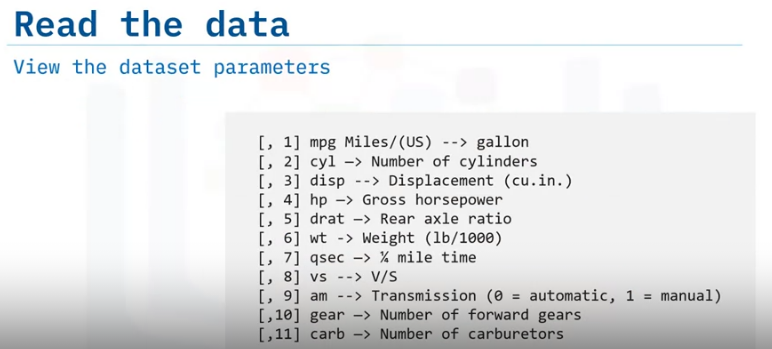 Read the data
View the dataset parameters
[, 1] mpg Miles/(US) --> gallon
[, 2] cyl —> Number of cylinders
[, 3] disp --> Displacement (cu.in.)
[, 4] hp —> Gross horsepower
[, 5] drat —> Rear axle ratio
[, 6] wt -> Weight (lb/1000)
[, 7] qsec —> ¼ mile time
[, 8] vs --> V/S
[, 9] am --> Transmission (0 = automatic, 1 = manual)
[,10] gear —> Number of forward gears
[,11] carb —> Number of carburetors